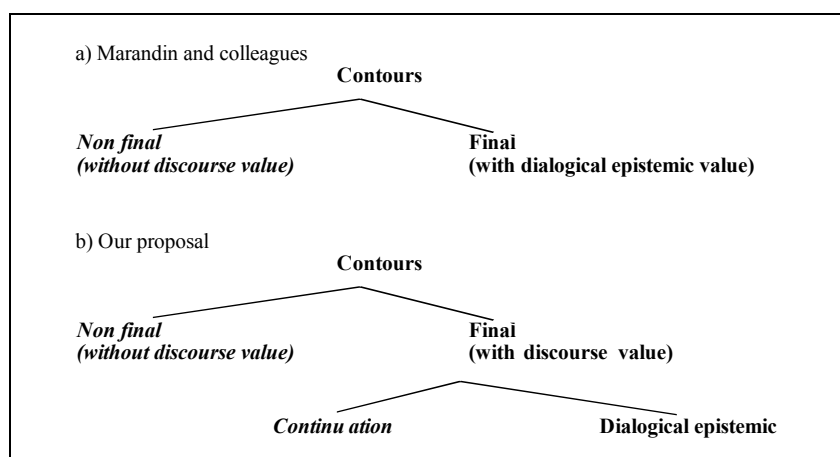 a) Marandin and colleagues
Contours
Non final Final
(without discourse value) (with dialogical epistemic value)
b) Our proposal
Contours
Non final Final
(without discourse value) (with discourse value)
Continu ation Dialogical epistemic